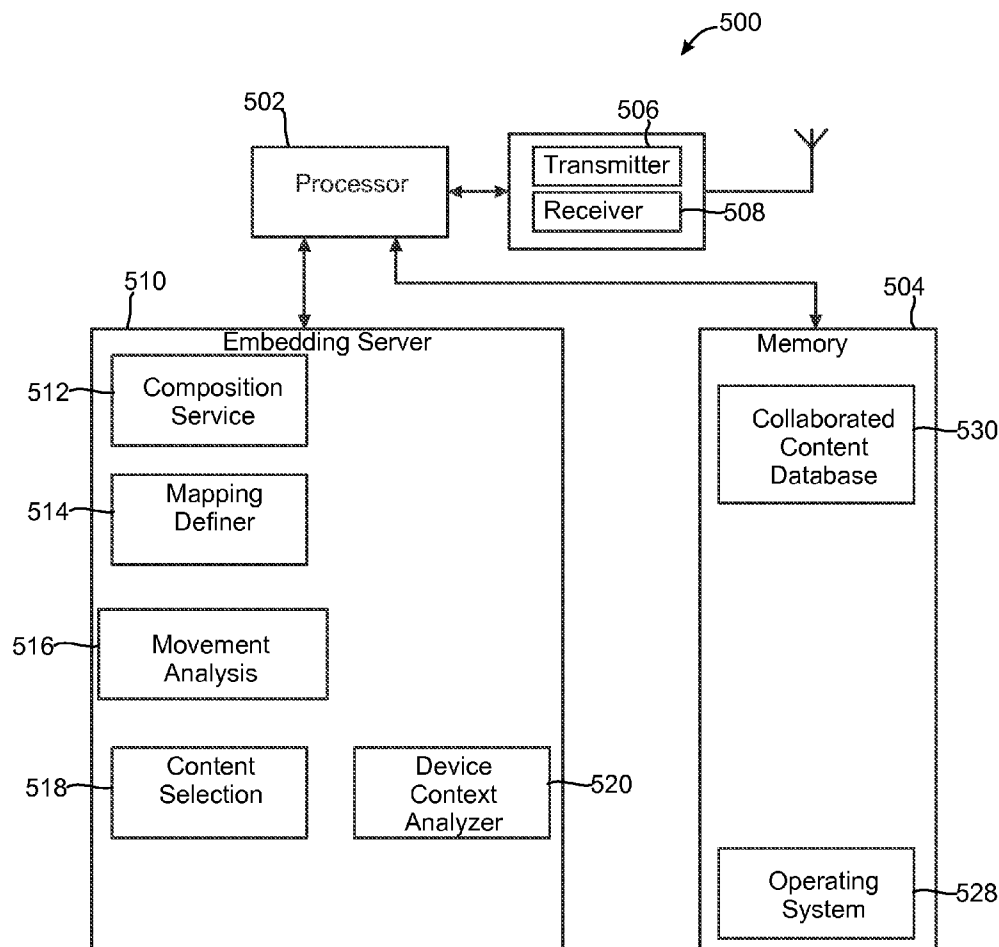 500
502
506
Processor
Transmitter
Receiver
508
510
504
Embedding Server
Memory
512
Composition
Service
Collaborated
Content
Database
530
514
Mapping
Definer
516
Movement
Analysis
518
Content
Selection
Device
Context
Analyzer
520
Operating
System
528